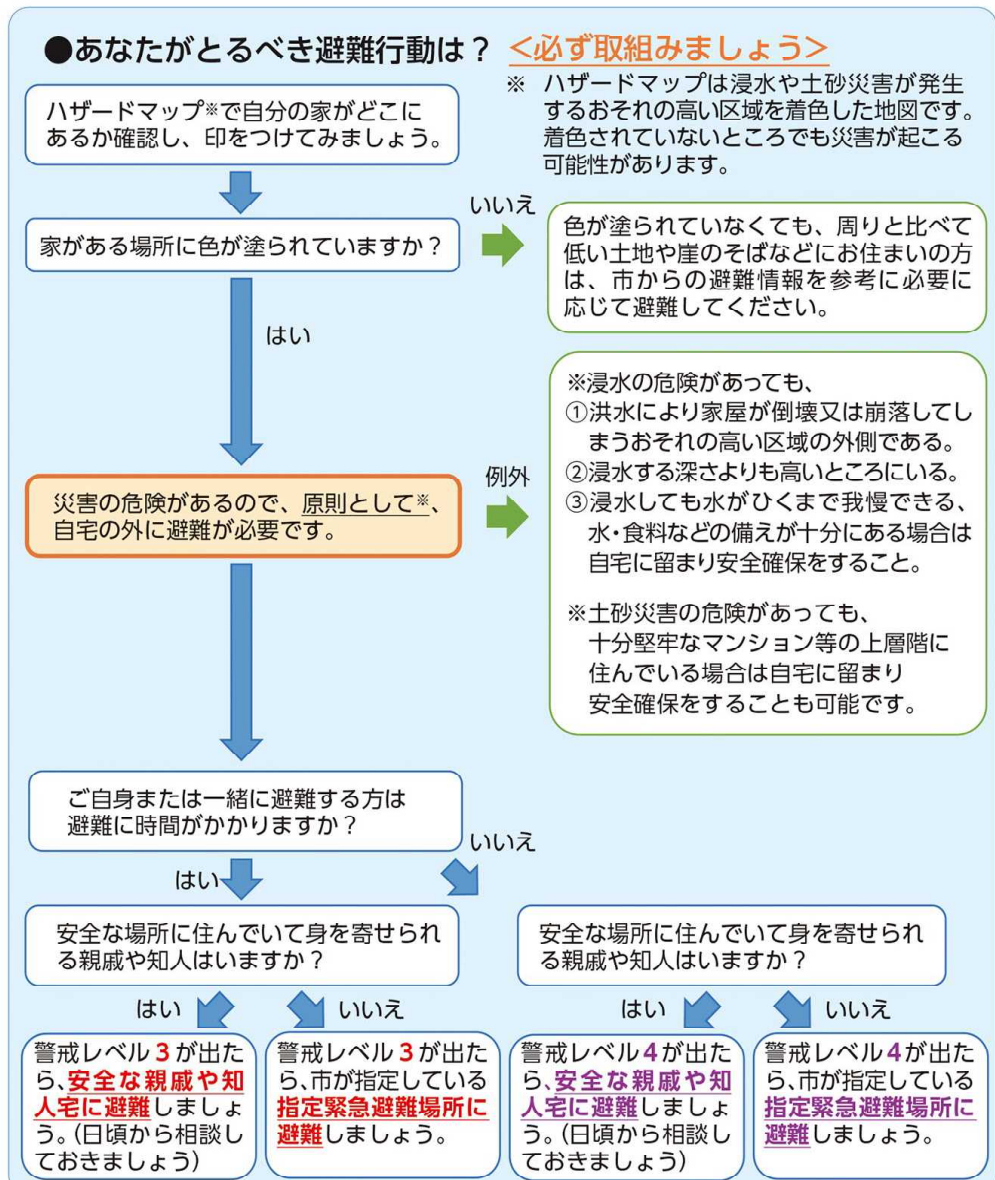 ●あなたがとるべき避難行動は？ <必ず取組みましょう>
ハザードマップ※で自分の家がどこに
あるか確認し、印をつけてみましょう。
※ ハザードマップは浸水や土砂災害が発生
するおそれの高い区域を着色した地図です。
着色されていないところでも災害が起こる
可能性があります。
家がある場所に色が塗られていますか？
いいえ
色が塗られていなくても、周りと比べて
低い土地や崖のそばなどにお住まいの方
は、市からの避難情報を参考に必要に
応じて避難してください。
はい
災害の危険があるので、原則として※、
自宅の外に避難が必要です。
例外
※浸水の危険があっても、
①洪水により家屋が倒壊又は崩落してし
まうおそれの高い区域の外側である。
②浸水する深さよりも高いところにいる。
③浸水しても水がひくまで我慢できる、
水・食料などの備えが十分にある場合は
自宅に留まり安全確保をすること。
※土砂災害の危険があっても、
十分堅牢なマンション等の上層階に
住んでいる場合は自宅に留まり
安全確保をすることも可能です。
ご自身または一緒に避難する方は
避難に時間がかかりますか？
はい
いいえ
安全な場所に住んでいて身を寄せられ
る親戚や知人はいますか？
はい
いいえ
警戒レベル3が出た
ら、安全な親戚や知
人宅に避難しましょ
う。（日頃から相談し
ておきましょう）
警戒レベル3が出た
ら、市が指定している
指定緊急避難場所に
避難しましょう。
安全な場所に住んでいて身を寄せられ
る親戚や知人はいますか？
はい
いいえ
警戒レベル4が出た
ら、安全な親戚や知
人宅に避難しましょ
う。（日頃から相談し
ておきましょう）
警戒レベル4が出た
ら、市が指定している
指定緊急避難場所に
避難しましょう。